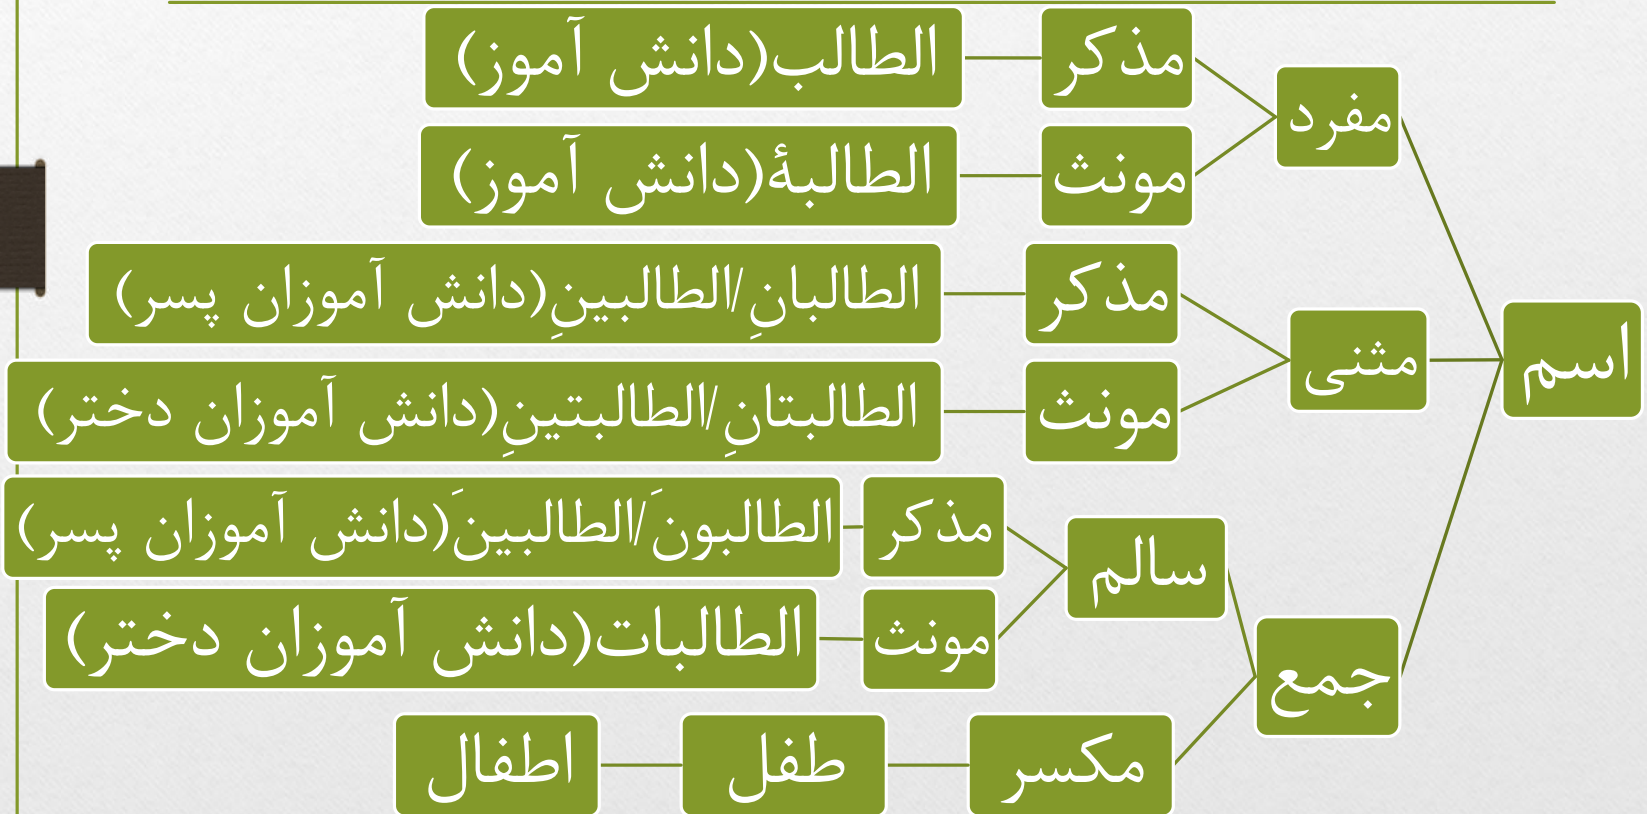 اسم
مفرد
مذکر
الطالب(دانش آموز)
مونث
الطالبهٔ(دانش آموز)
مثنی
مذکر
الطالبانِ/الطالبینِ(دانش آموزان پسر)
مونث
الطالبتانِ/الطالبتینِ(دانش آموزان دختر)
جمع
سالم
مذکر
الطالبونَ/الطالبینَ(دانش آموزان پسر)
مونث
الطالبات(دانش آموزان دختر)
مکسر
طفل
اطفال